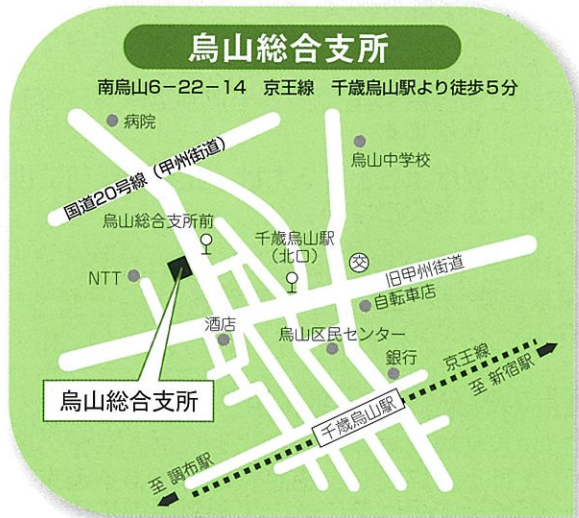 烏山総合支所
南烏山6－22－14　京王線　千歳烏山駅より徒歩5分
病院
国道20号線（甲州街道）
烏山中学校
烏山総合支所前
千歳烏山駅
（北口）
交
NTT
旧甲州街道
自転車店
酒店
烏山区民センター
銀行
京王線
至 新宿駅
烏山総合支所
千歳烏山駅
至 調布駅